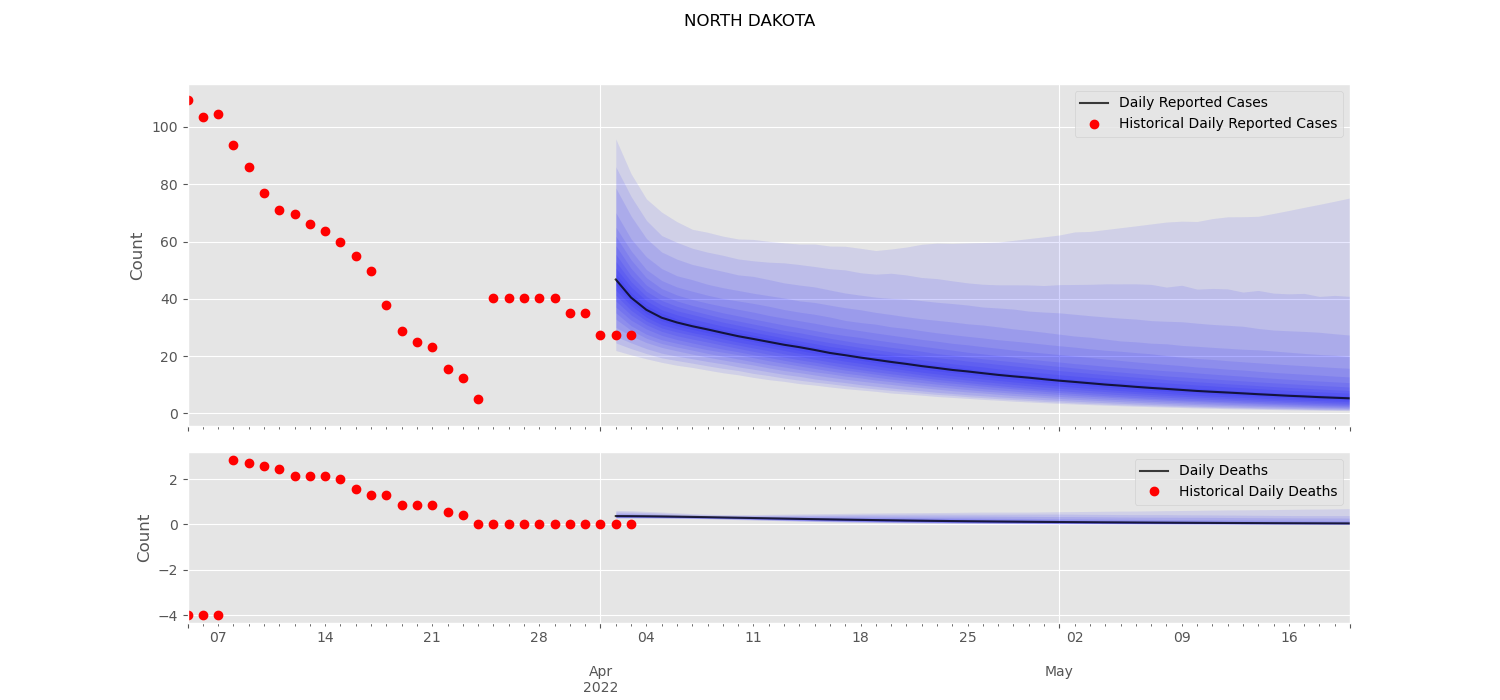 NORTH DAKOTA
Daily Reported Cases
Historical Daily Reported Cases
Count
100
80
60
40
20
0
Daily Deaths
Historical Daily Deaths
Count
2
0
−2
−4
07 14 21 28 04 11 18 25 02 09 16
Apr May
2022